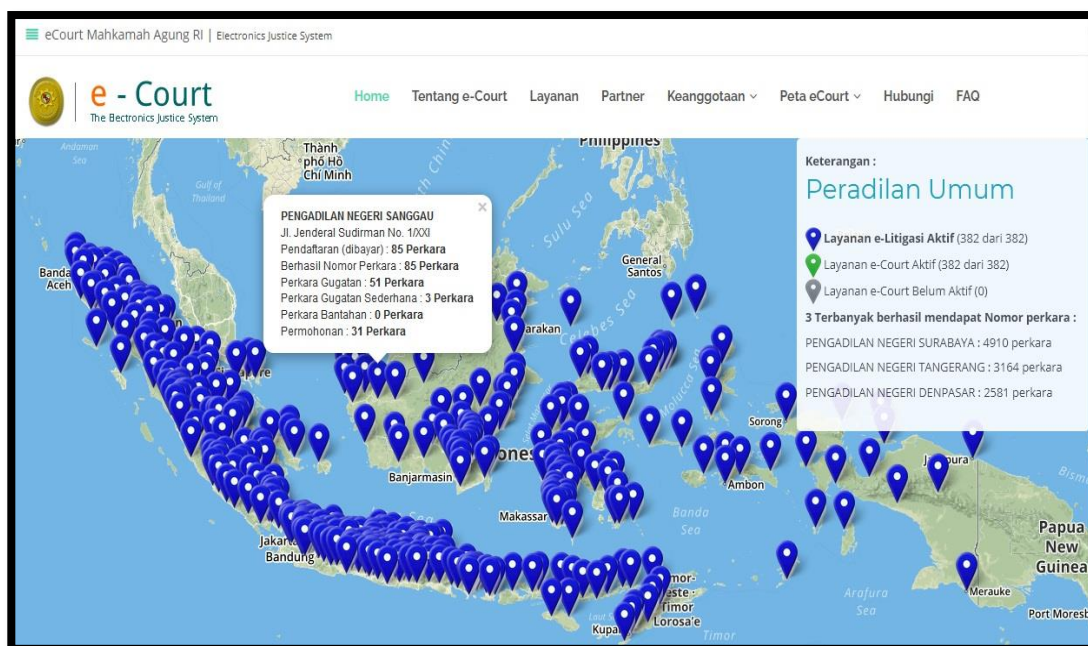 eCourt Mahkamah Agung RI | Electronics Justice System
e - Court
The Electronics Justice System
Home Tentang e-Court Layanan Partner Keanggotaan Peta eCourt Hubungi FAQ
Keterangan :
Peradilan Umum
Layanan e-Litigasi Aktif (382 dari 382)
Layanan e-Court Aktif (382 dari 382)
Layanan e-Court Belum Aktif (0)
3 Terbanyak berhasil mendapat Nomor perkara :
PENGADILAN NEGERI SURABAYA : 4910 perkara
PENGADILAN NEGERI TANGERANG : 3164 perkara
PENGADILAN NEGERI DENPASAR : 2581 perkara
PENGADILAN NEGERI SANGGAU
×
Jl. Jenderal Sudirman No. 1/XXI
Pendaftaran (dibayar) : 85 Perkara
Berhasil Nomor Perkara : 85 Perkara
Perkara Gugatan : 51 Perkara
Perkara Gugatan Sederhana : 3 Perkara
Perkara Bantahan : 0 Perkara
Permohonan : 31 Perkara
Andaman
Sea
Thành
phố Hồ
Chí Minh
Gulf of
Thailand
Philippines
Sulu Sea
General
Santos
Banda
Aceh
Celebes Sea
Molucca Sea
Sorong
Banjarmasin
Ambon
Makassar
Banda
Sea
Jakarta
Bandung
Papua
New
Guinea
Merauke
Arafura
Sea
Port Moresb
Timor
Lorosa'e
Timor